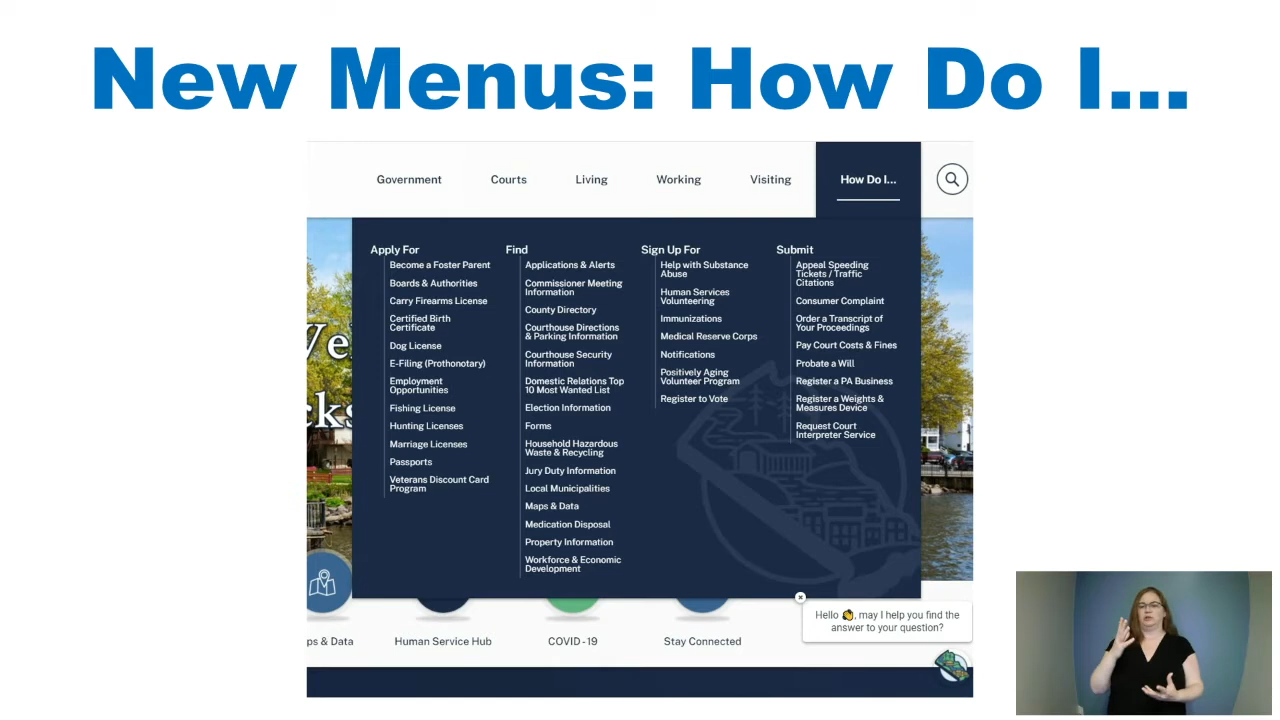 New Menus: How Do I...
Government
Courts
Living
Working
Visiting
How Do I...
Apply For
Become a Foster Parent
Boards & Authorities
Carry Firearms License
Certified Birth
Certificate
Dog License
E-Filing (Prothonotary)
Employment
Opportunities
Fishing License
Hunting Licenses
Marriage Licenses
Passports
Veterans Discount Card
Program
Find
Applications & Alerts
Commissioner Meeting
Information
County Directory
Courthouse Directions
& Parking Information
Courthouse Security
Information
Domestic Relations Top
10 Most Wanted List
Election Information
Forms
Household Hazardous
Waste & Recycling
Jury Duty Information
Local Municipalities
Maps & Data
Medication Disposal
Property Information
Workforce & Economic
Development
Sign Up For
Help with Substance
Abuse
Human Services
Volunteering
Immunizations
Medical Reserve Corps
Notifications
Positively Aging
Volunteer Program
Register to Vote
Submit
Appeal Speeding
Tickets / Traffic
Citations
Consumer Complaint
Order a Transcript of
Your Proceedings
Pay Court Costs & Fines
Probate a Will
Register a PA Business
Register a Weights &
Measures Device
Request Court
Interpreter Service
We
cks
ps & Data
Human Service Hub
COVID-19
Stay Connected
Hello 👏, may I help you find the
answer to your question?